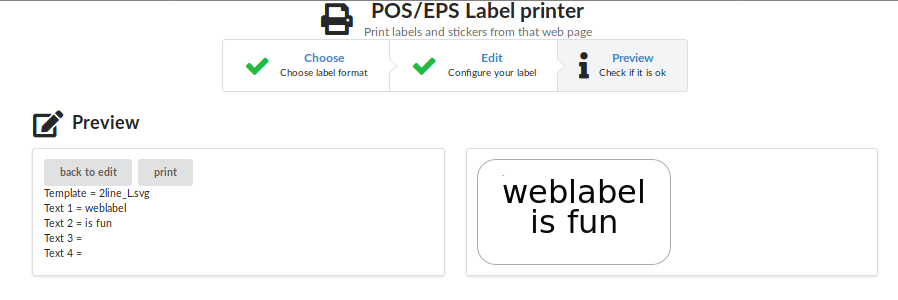 POS/EPS Label printer
Print labels and stickers from that web page
Choose
Choose label format
Edit
Configure your label
Preview
Check if it is ok
Preview
back to edit
print
Template = 2line_L.svg
Text 1 = weblabel
Text 2 = is fun
Text 3 =
Text 4 =
weblabel
is fun